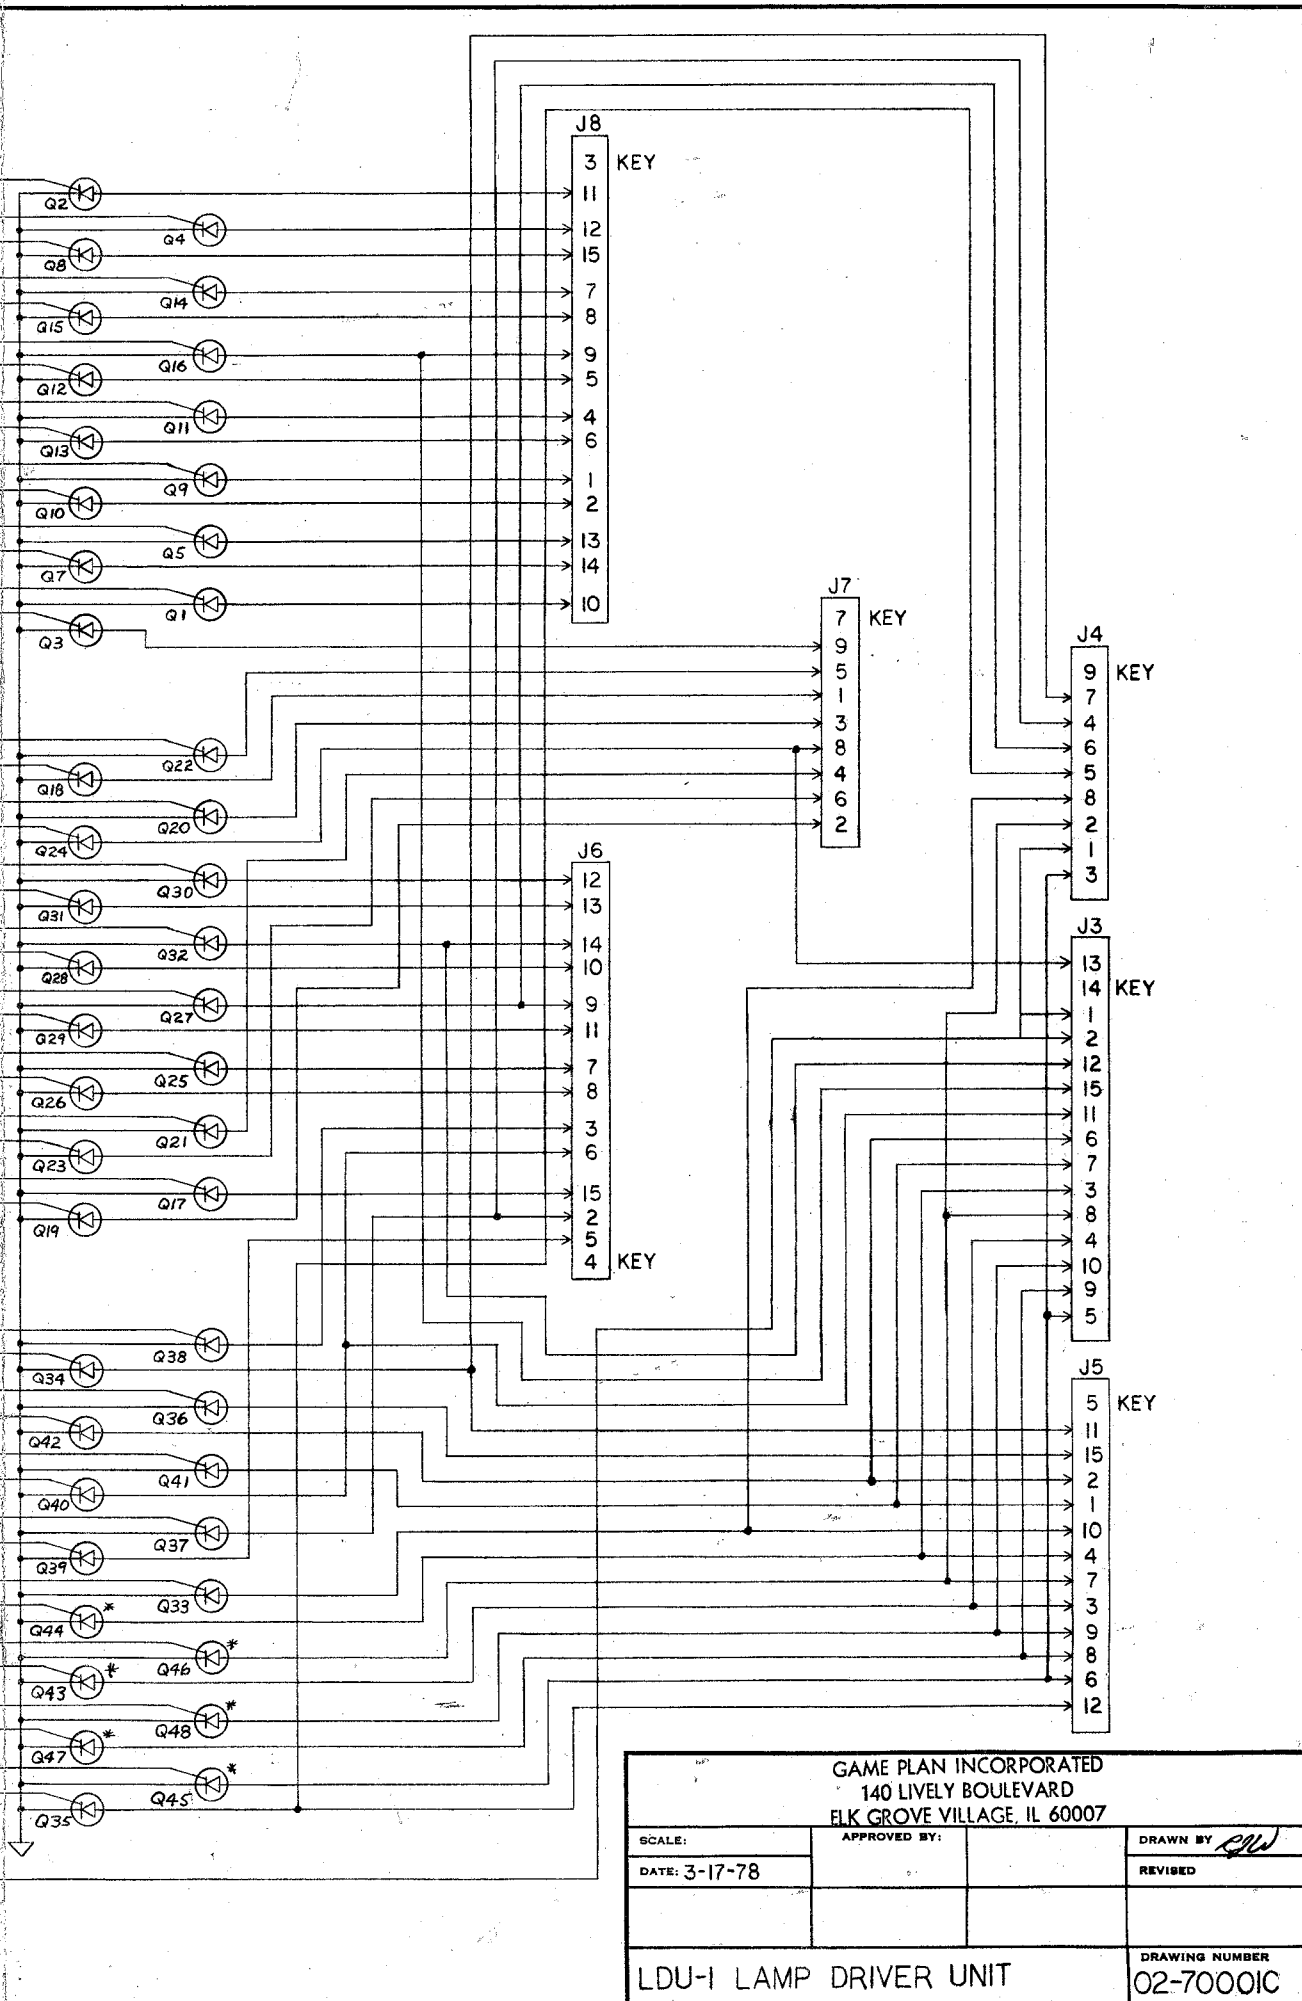 J8
3 KEY
Q2
11
Q4
12
Q8
15
Q14
7
Q15
8
Q16
9
Q12
5
Q11
4
Q13
6
Q9
1
Q10
2
Q5
13
Q7
14
Q1
10
Q3
J7
7 KEY
9
5
1
3
8
4
6
2
J4
9 KEY
7
4
6
5
8
2
1
3
Q22
Q18
Q20
Q24
J6
Q30
12
Q31
13
Q32
14
Q28
10
Q27
9
Q29
11
Q25
7
Q26
8
Q21
3
Q23
6
Q17
15
Q19
2
5
4 KEY
J3
13
14 KEY
1
2
12
15
11
6
7
3
8
4
10
9
5
Q38
Q34
Q36
Q42
Q41
Q40
Q37
Q39
Q33
Q44 *
Q46 *
Q43 *
Q48 *
Q47 *
Q45 *
Q35
J5
5 KEY
11
15
2
1
10
4
7
3
9
8
6
12
GAME PLAN INCORPORATED
140 LIVELY BOULEVARD
ELK GROVE VILLAGE, IL 60007
SCALE:
APPROVED BY:
DRAWN BY
DATE: 3-17-78
REVISED
LDU-1 LAMP DRIVER UNIT
DRAWING NUMBER
02-70001C